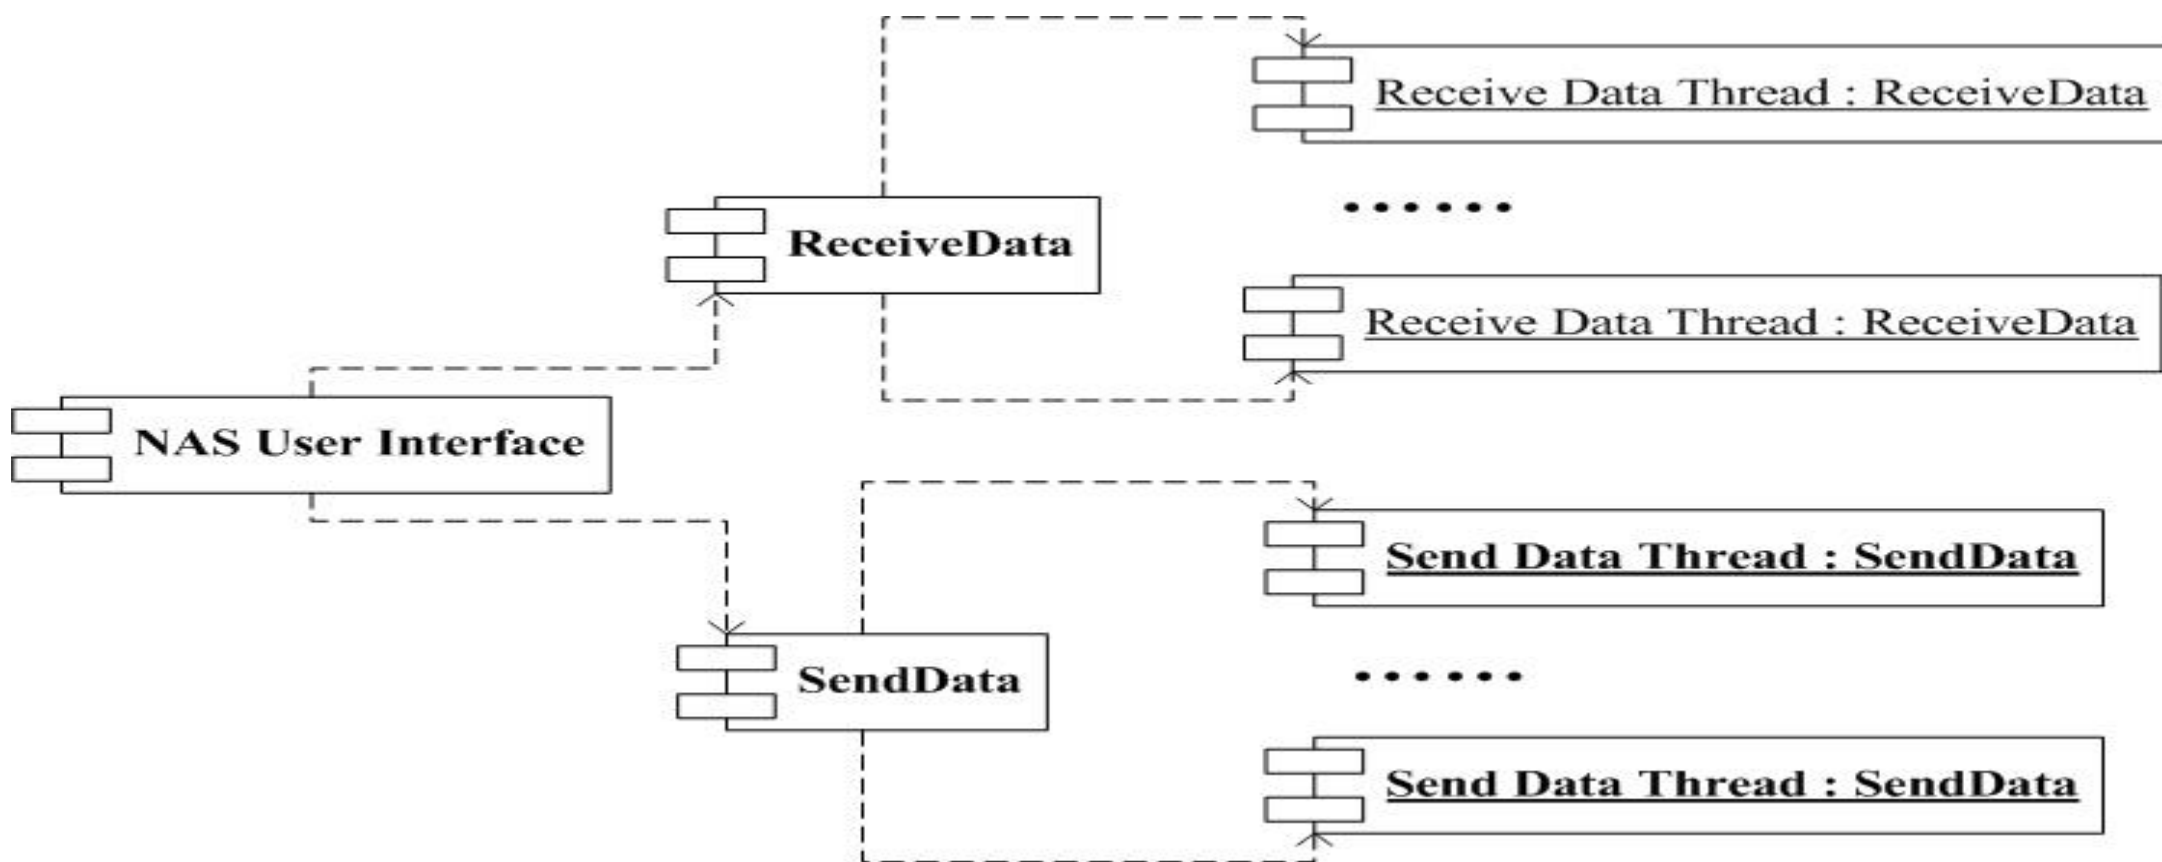 Receive Data Thread : ReceiveData
......
ReceiveData
Receive Data Thread : ReceiveData
NAS User Interface
Send Data Thread : SendData
......
SendData
Send Data Thread : SendData